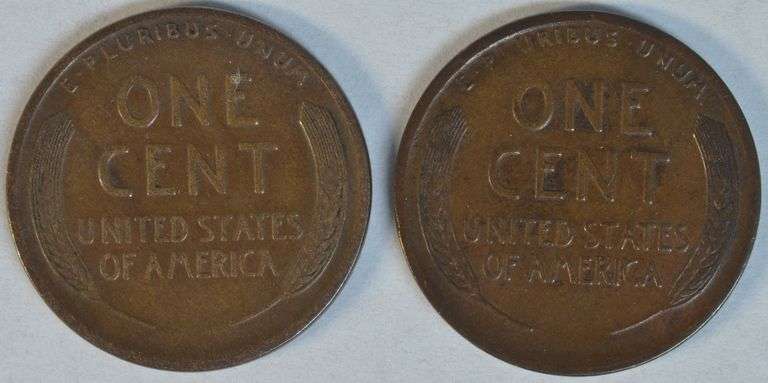 E · PLURIBUS · UNUM
ONE
CENT
UNITED STATES
OF AMERICA
E · PLURIBUS · UNUM
ONE
CENT
UNITED STATES
OF AMERICA